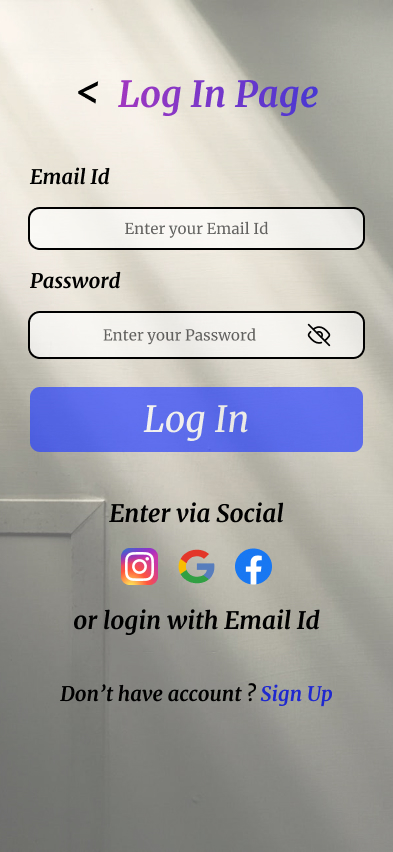 < Log In Page
Email Id
Enter your Email Id
Password
Enter your Password
Log In
Enter via Social
or login with Email Id
Don’t have account ? Sign Up